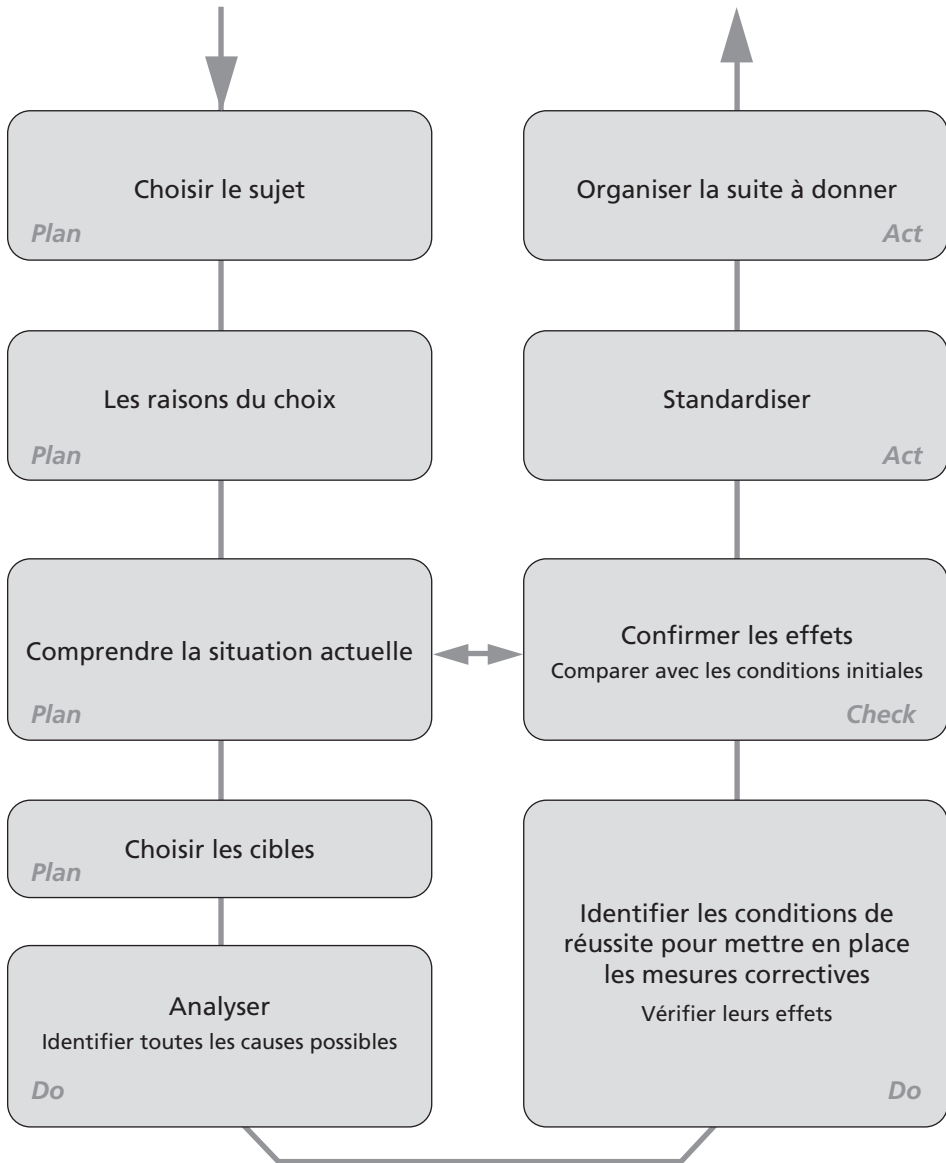 Choisir le sujet
Plan
Les raisons du choix
Plan
Comprendre la situation actuelle
Plan
Choisir les cibles
Plan
Analyser
Identifier toutes les causes possibles
Do
Identifier les conditions de
réussite pour mettre en place
les mesures correctives
Vérifier leurs effets
Do
Confirmer les effets
Comparer avec les conditions initiales
Check
Standardiser
Act
Organiser la suite à donner
Act